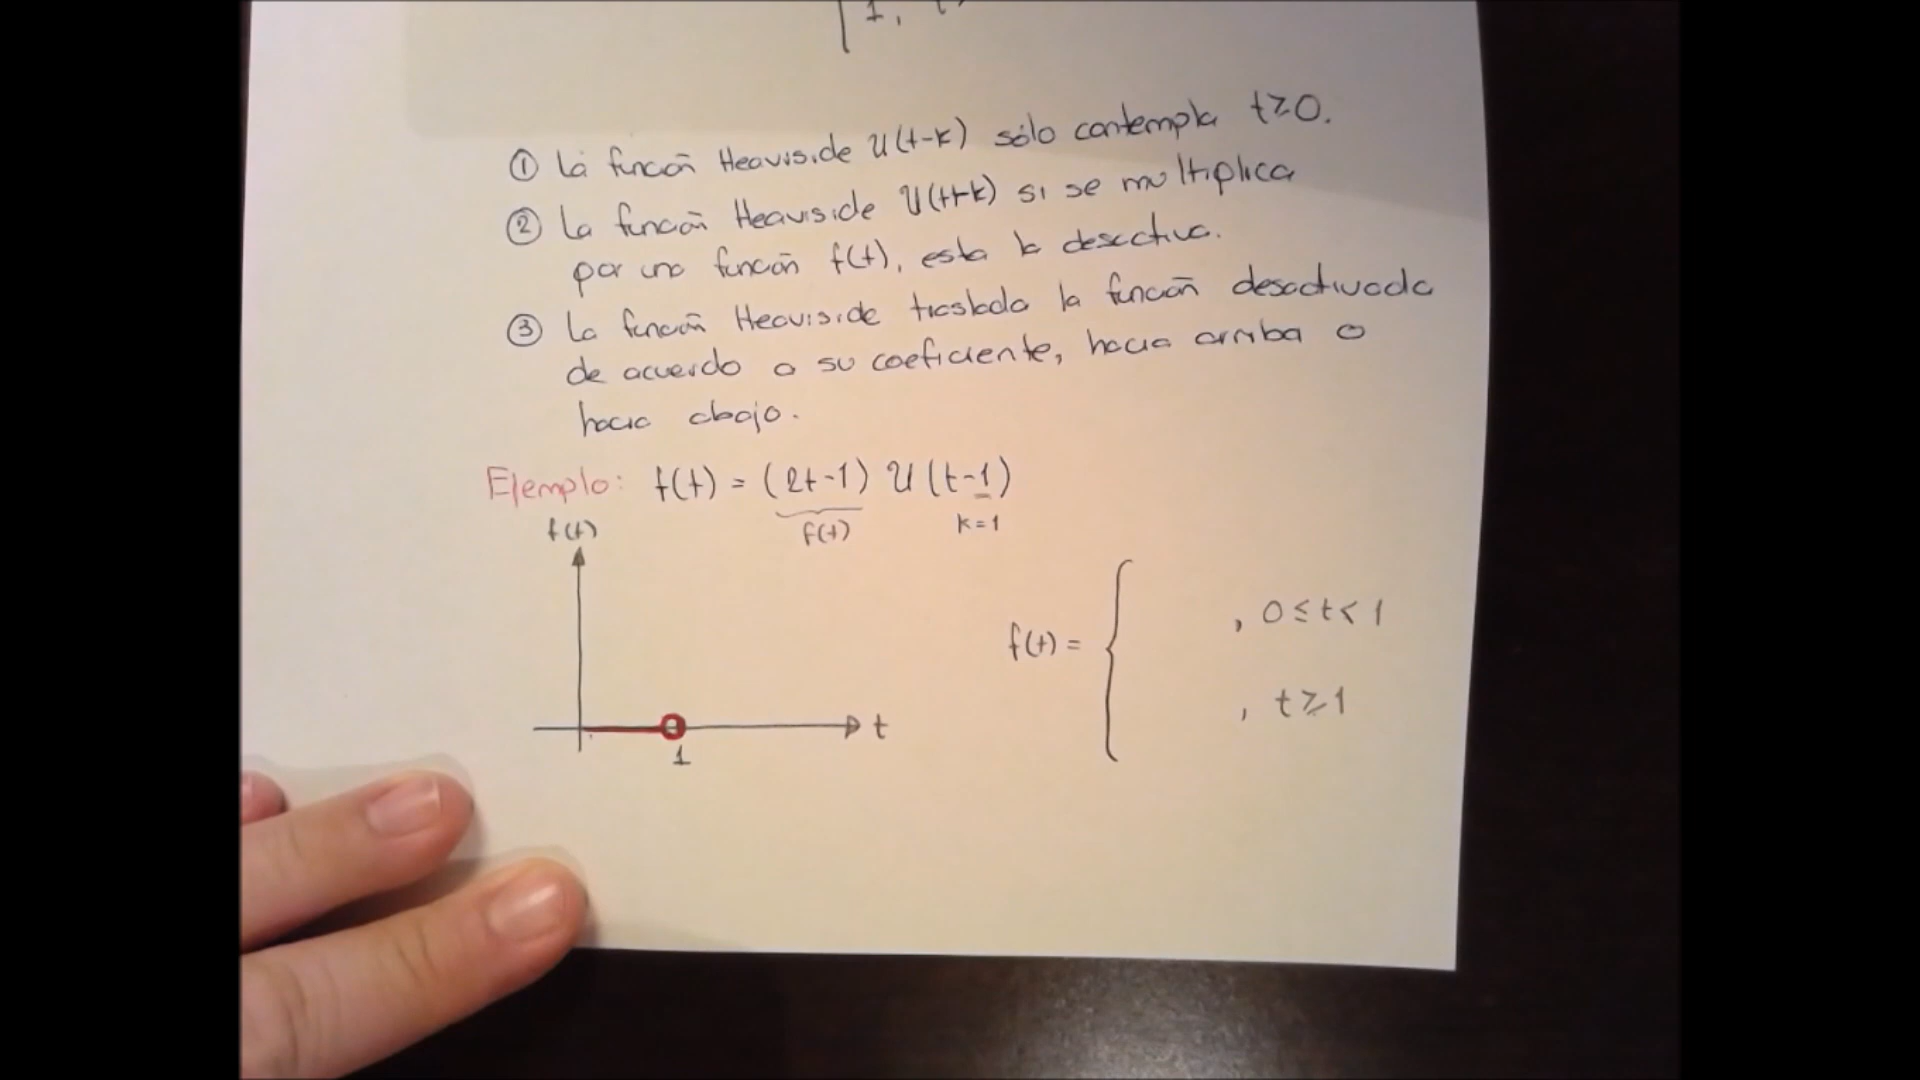 1, t
① La función Heaviside U(t-k) sólo contempla t≥0.
② La función Heaviside U(t+k) si se multiplica
por una función f(t), esta la desactiva.
③ La función Heaviside traslada la función desactivada
de acuerdo a su coeficiente, hacia arriba o
hacia abajo.
Ejemplo: f(t) = (2t-1) U (t-1)
f(t) k=1
f(t)
f(t) = { , 0 ≤ t < 1
, t ≥ 1
t
1